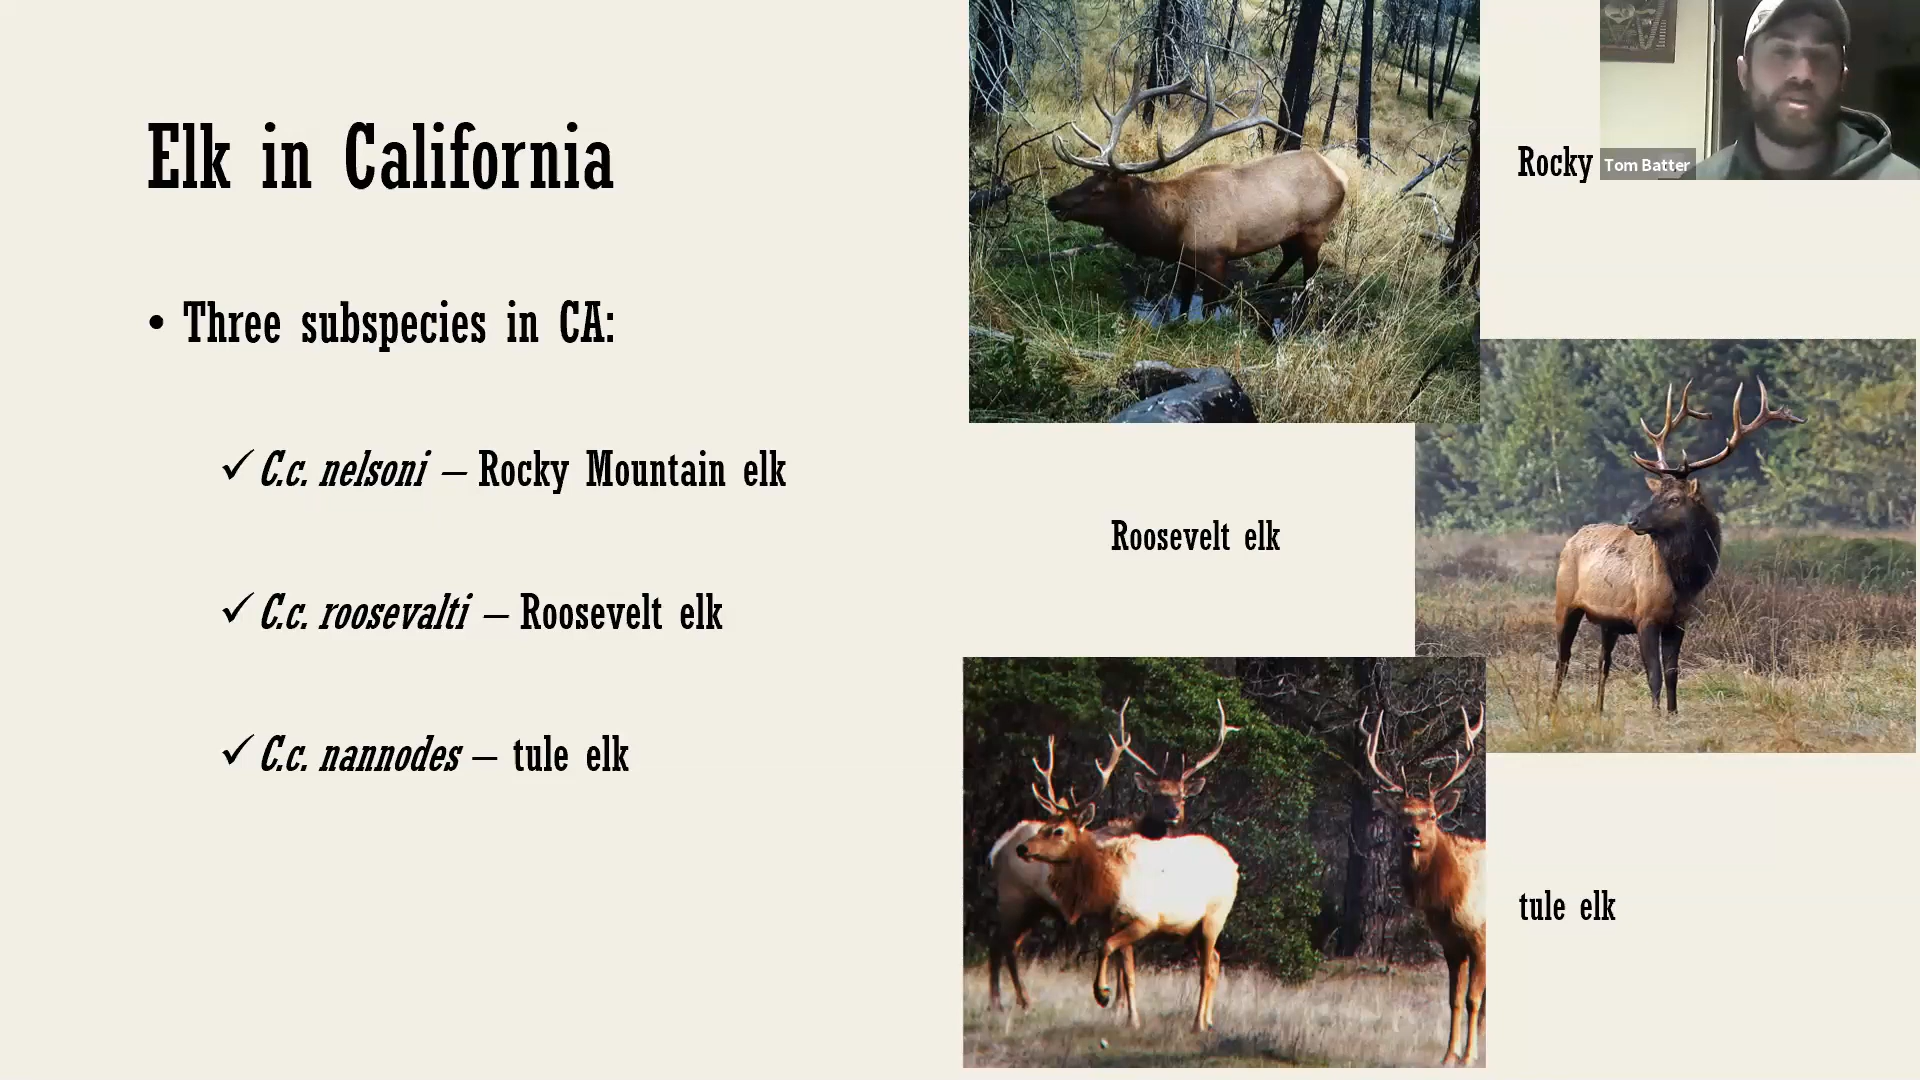 Elk in California
• Three subspecies in CA:
✓ C.c. nelsoni – Rocky Mountain elk
✓ C.c. roosevalti – Roosevelt elk
✓ C.c. nannodes – tule elk
Rocky
Tom Batter
Roosevelt elk
tule elk